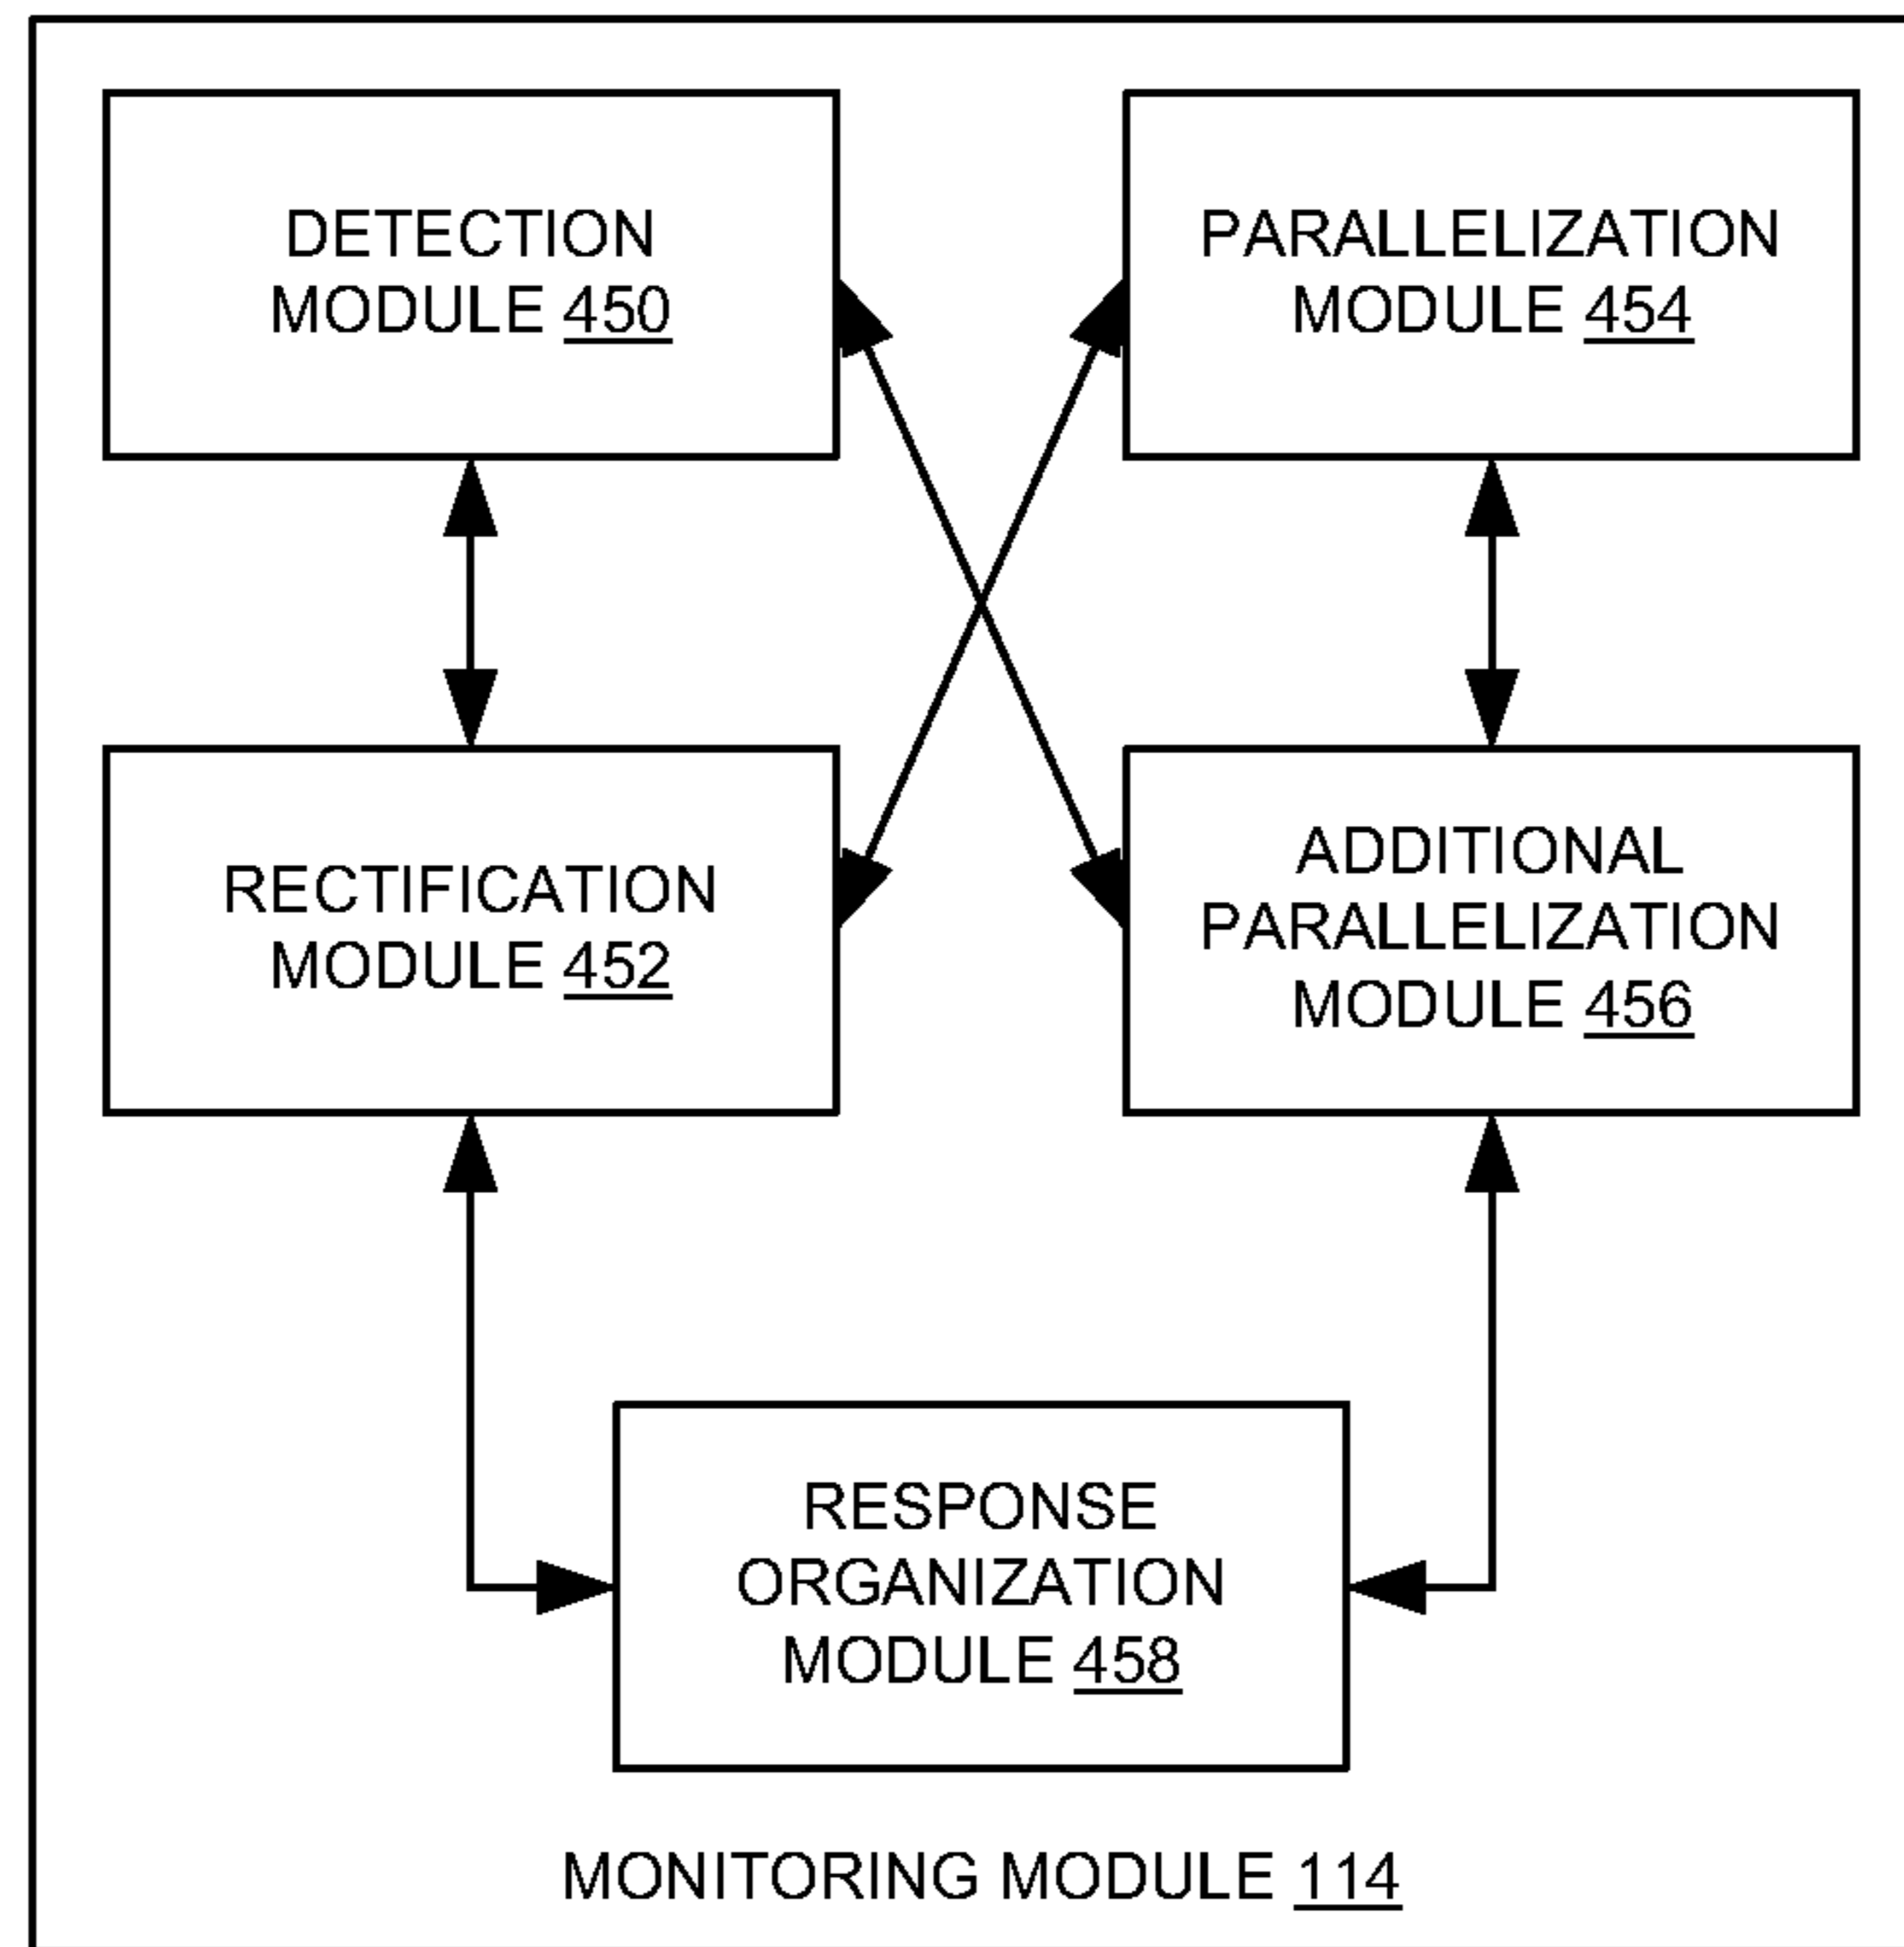 DETECTION
MODULE 450
PARALLELIZATION
MODULE 454
RECTIFICATION
MODULE 452
ADDITIONAL
PARALLELIZATION
MODULE 456
RESPONSE
ORGANIZATION
MODULE 458
MONITORING MODULE 114